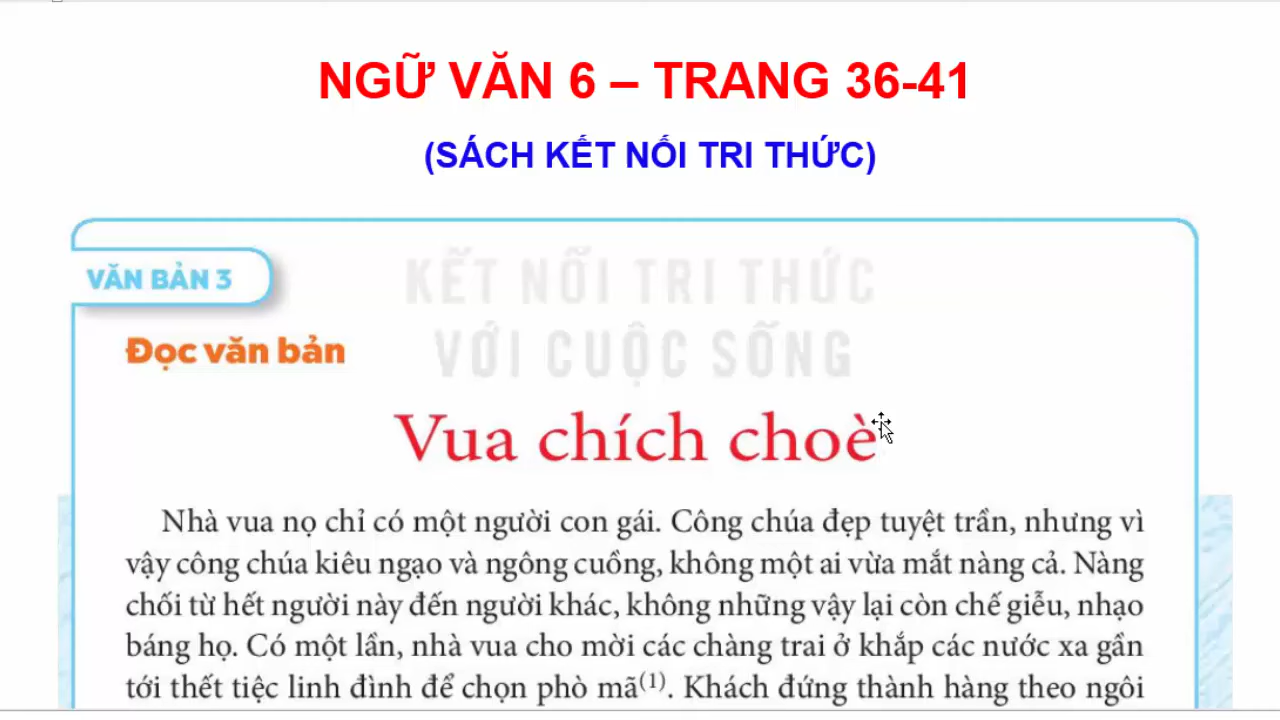 NGỮ VĂN 6 – TRANG 36-41
(SÁCH KẾT NỐI TRI THỨC)
VĂN BẢN 3
KẾT NỐI TRI THỨC
VỚI CUỘC SỐNG
Đọc văn bản
Vua chích choè
Nhà vua nọ chỉ có một người con gái. Công chúa đẹp tuyệt trần, nhưng vì
vậy công chúa kiêu ngạo và ngông cuồng, không một ai vừa mắt nàng cả. Nàng
chối từ hết người này đến người khác, không những vậy lại còn chế giễu, nhạo
báng họ. Có một lần, nhà vua cho mời các chàng trai ở khắp các nước xa gần
tới thết tiệc linh đình để chọn phò mã(1). Khách đứng thành hàng theo ngôi